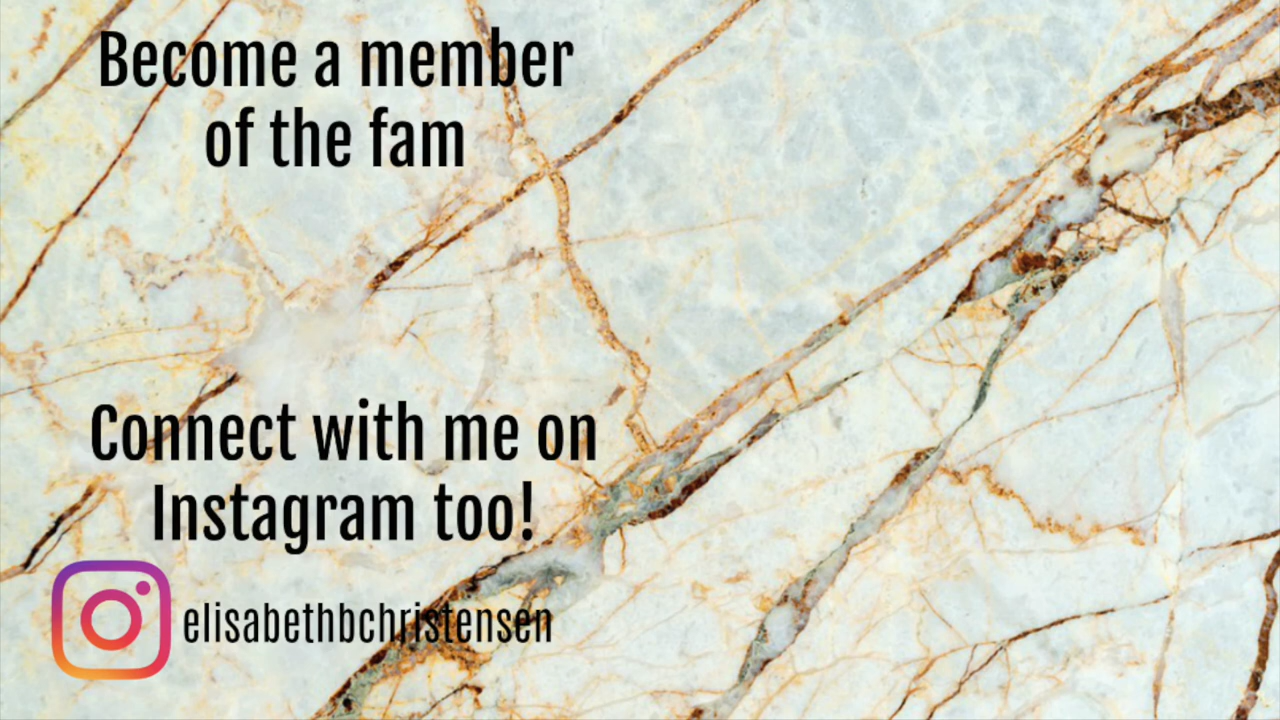 Become a member
of the fam
Connect with me on
Instagram too!
elisabethbchristensen